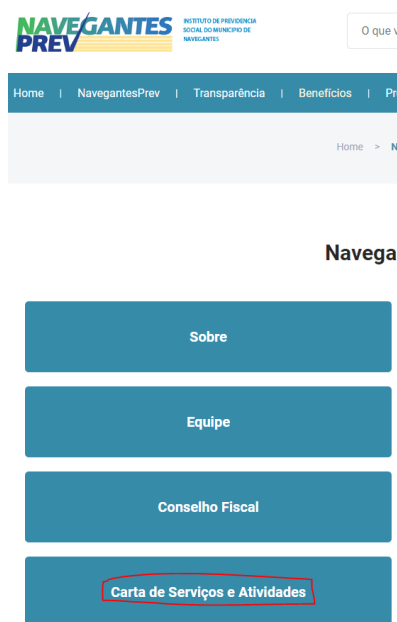 NAVEGANTES
PREV
INSTITUTO DE PREVIDENCIA
SOCIAL DO MUNICIPIO DE
NAVEGANTES
O que v
Home | NavegantesPrev | Transparência | Benefícios | Pr
Home > N
Navega
Sobre
Equipe
Conselho Fiscal
Carta de Serviços e Atividades